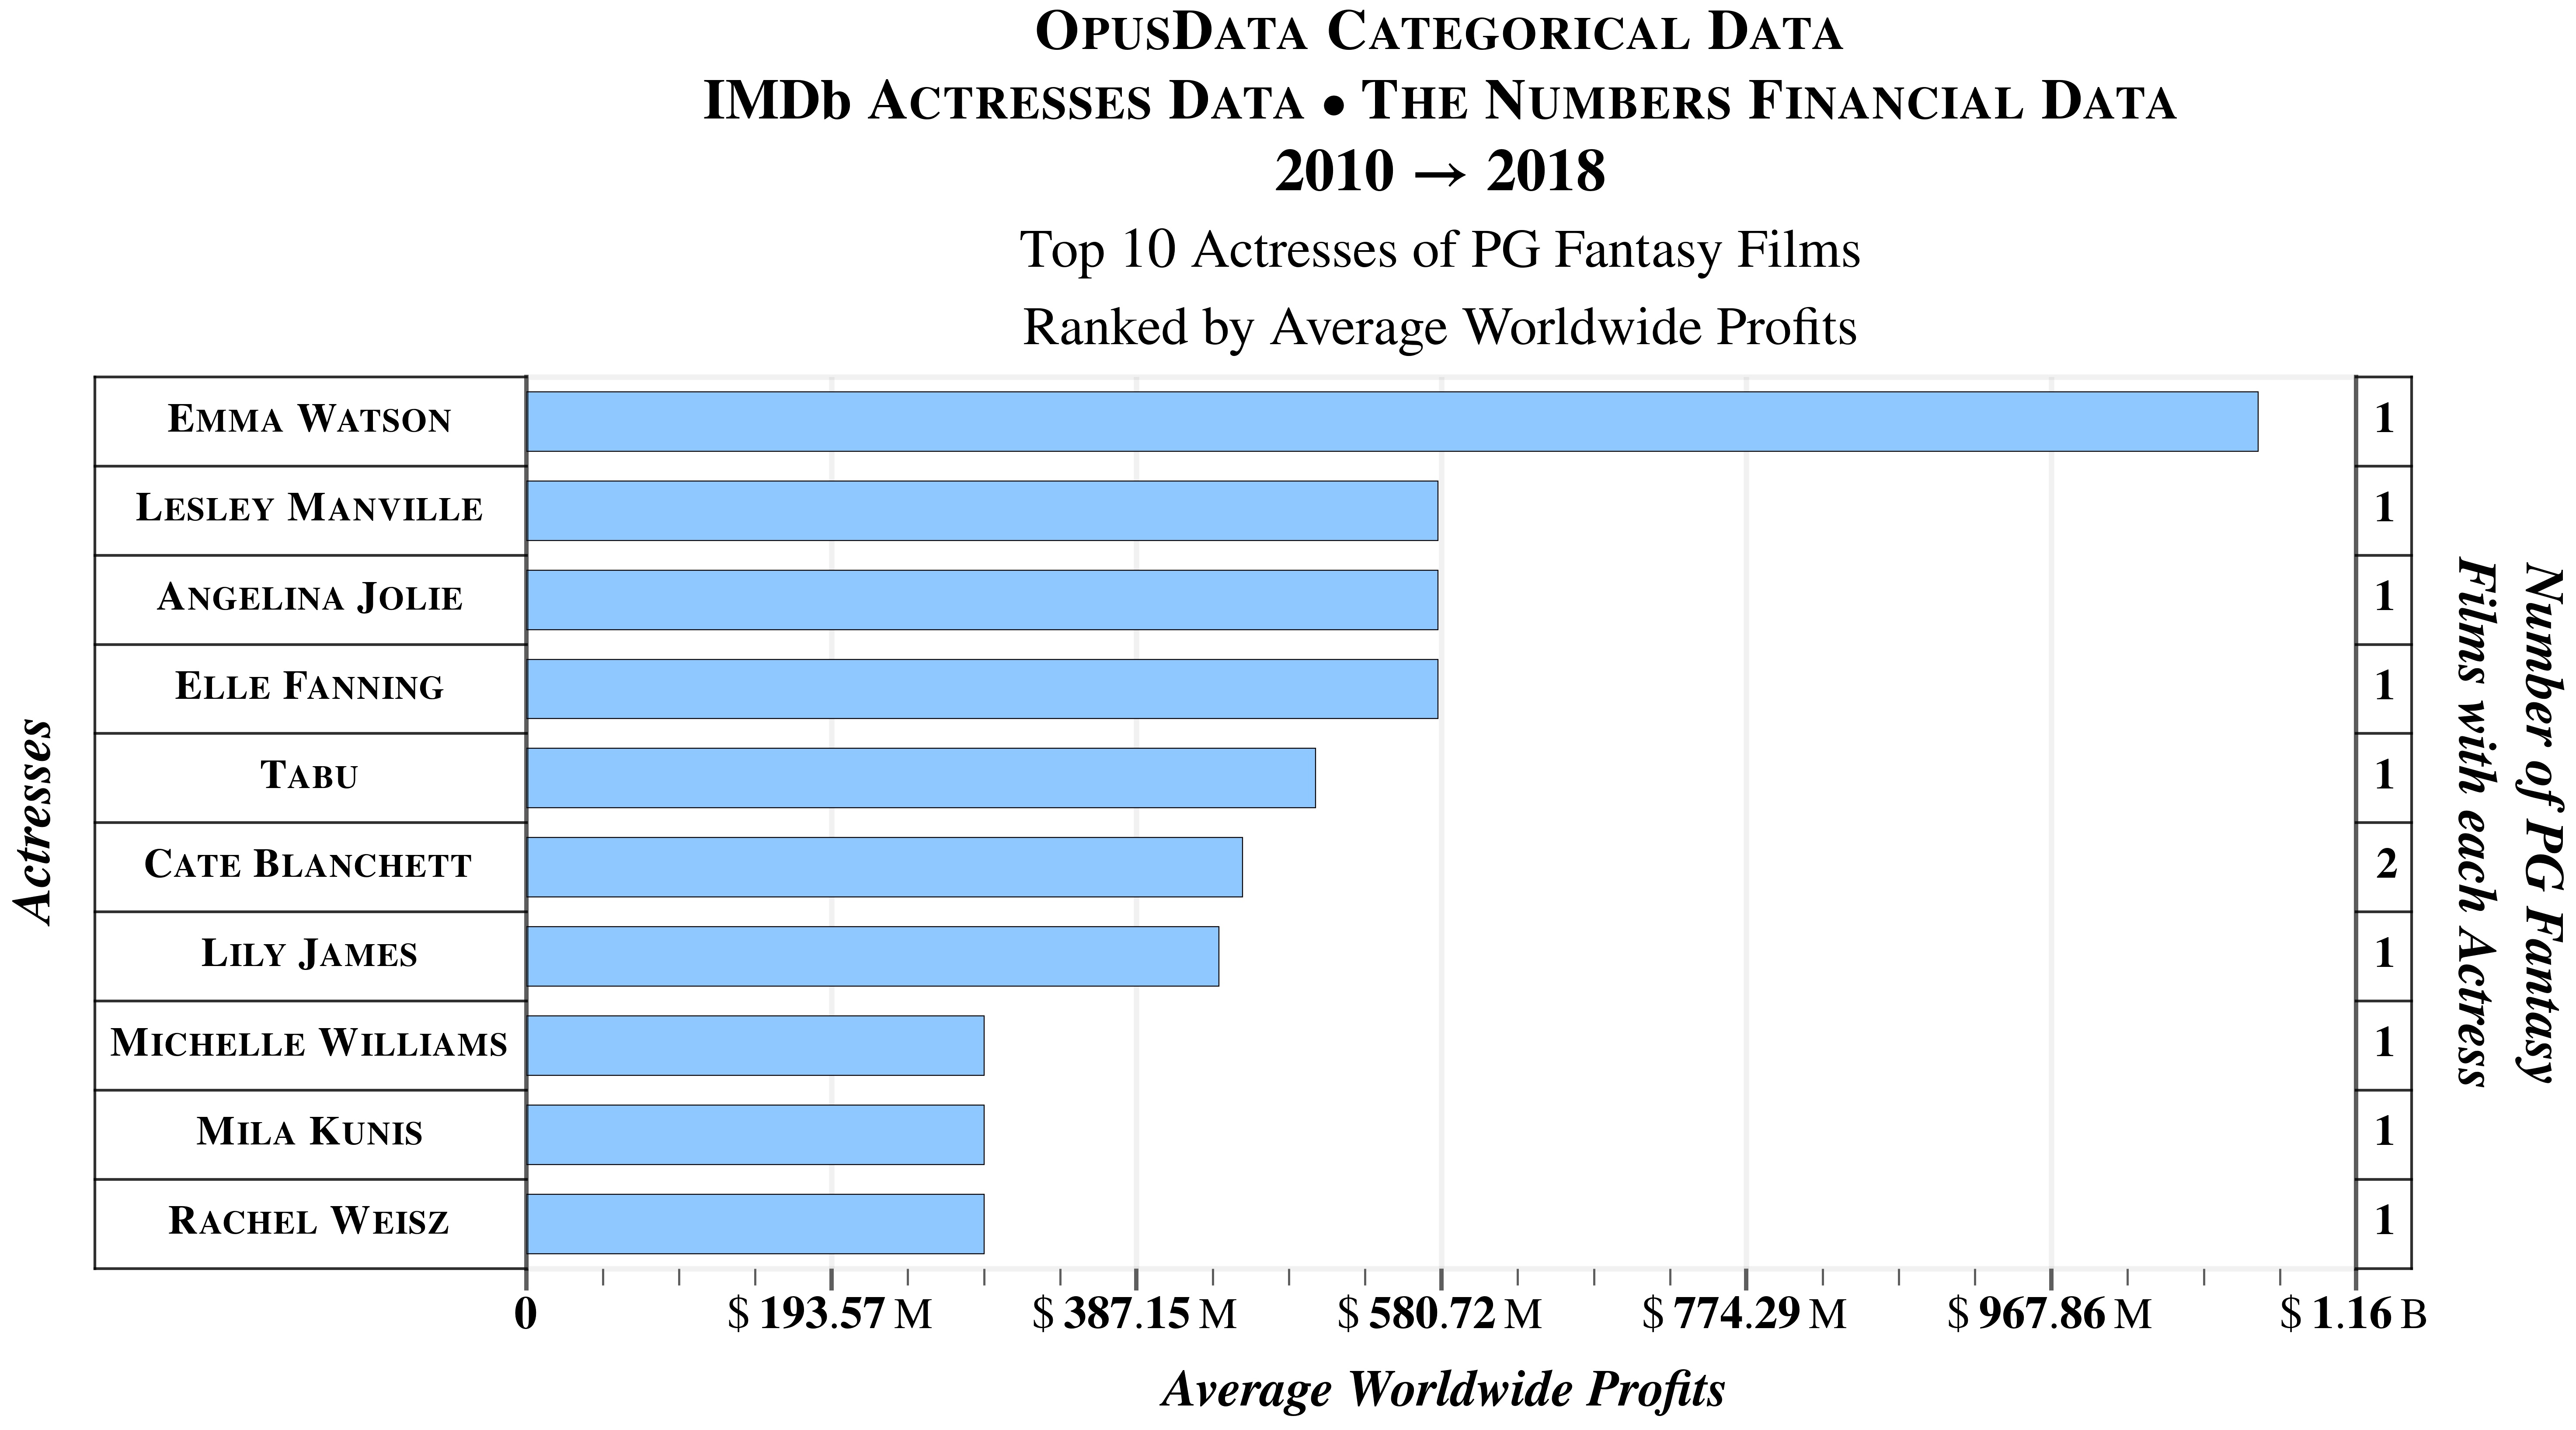 OPUSDATA CATEGORICAL DATA
IMDb ACTRESSES DATA • THE NUMBERS FINANCIAL DATA
2010 → 2018
Top 10 Actresses of PG Fantasy Films
Ranked by Average Worldwide Profits
Actresses
EMMA WATSON 1
LESLEY MANVILLE 1
ANGELINA JOLIE 1
ELLE FANNING 1
TABU 1
CATE BLANCHETT 2
LILY JAMES 1
MICHELLE WILLIAMS 1
MILA KUNIS 1
RACHEL WEISZ 1
Number of PG Fantasy
Films with each Actress
0 $ 193.57 M $ 387.15 M $ 580.72 M $ 774.29 M $ 967.86 M $ 1.16 B
Average Worldwide Profits